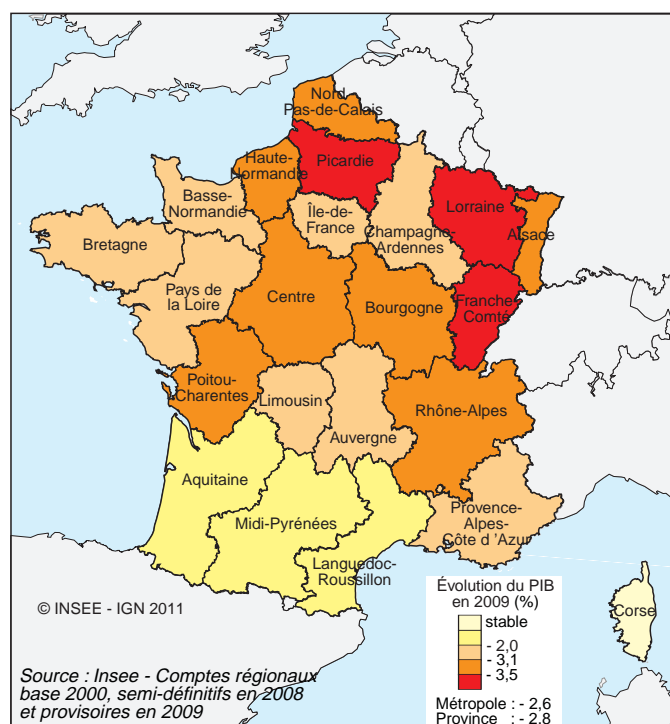 Nord
Pas-de-Calais
Haute-
Normandie
Picardie
Basse-
Normandie
Île-de-
France
Lorraine
Alsace
Champagne-
Ardennes
Bretagne
Pays de
la Loire
Centre
Bourgogne
Franche-
Comté
Poitou-
Charentes
Limousin
Auvergne
Rhône-Alpes
Aquitaine
Midi-Pyrénées
Provence-
Alpes-
Côte d 'Azur
Languedoc-
Roussillon
Corse
© INSEE - IGN 2011
Évolution du PIB
en 2009 (%)
stable
- 2,0
- 3,1
- 3,5
Métropole : - 2,6
Province : - 2,8
Source : Insee - Comptes régionaux
base 2000, semi-définitifs en 2008
et provisoires en 2009